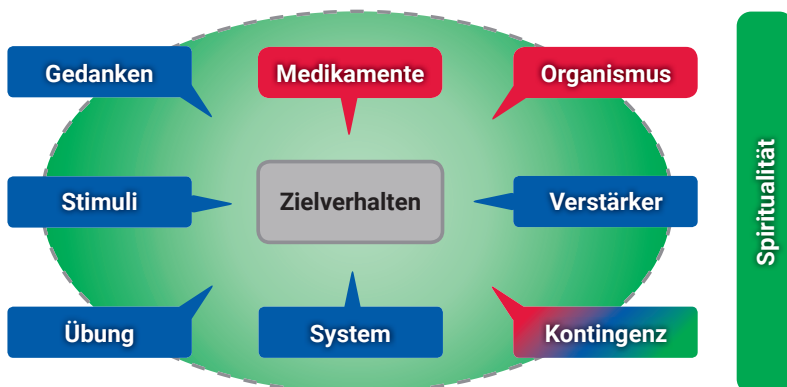 Gedanken
Medikamente
Organismus
Stimuli
Zielverhalten
Verstärker
Übung
System
Kontingenz
Spiritualität